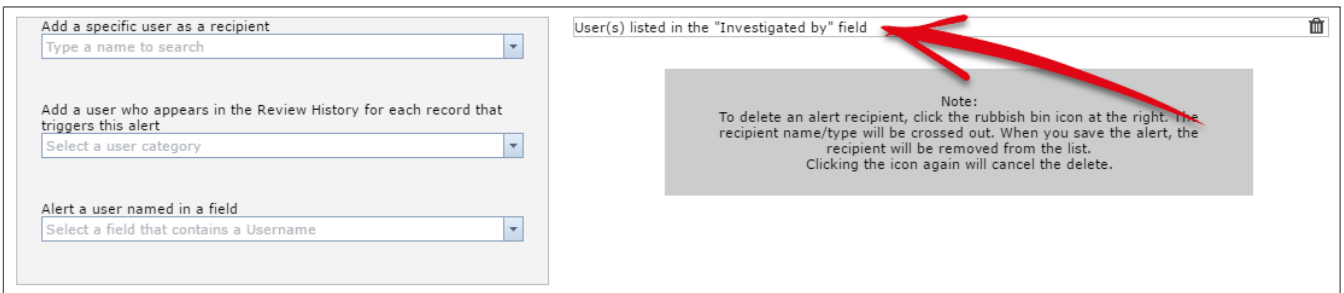 Add a specific user as a recipient
Type a name to search
Add a user who appears in the Review History for each record that
triggers this alert
Select a user category
Alert a user named in a field
Select a field that contains a Username
User(s) listed in the "Investigated by" field
Note:
To delete an alert recipient, click the rubbish bin icon at the right. The
recipient name/type will be crossed out. When you save the alert, the
recipient will be removed from the list.
Clicking the icon again will cancel the delete.